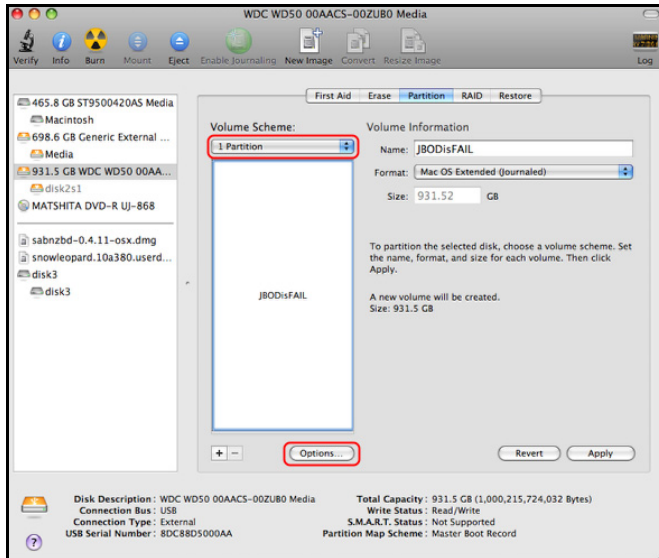 WDC WD50 00AACS-00ZUB0 Media
Verify Info Burn Mount Eject Enable Journaling New Image Convert Resize Image Log
First Aid Erase Partition RAID Restore
465.8 GB ST9500420AS Media
Macintosh
698.6 GB Generic External ...
Media
931.5 GB WDC WD50 00AA...
disk2s1
MATSHITA DVD-R UJ-868
sabnzbd-0.4.11-osx.dmg
snowleopard.10a380.userd...
disk3
disk3
Volume Scheme:
1 Partition
JBODisFAIL
+ −
Options...
Volume Information
Name: JBODisFAIL
Format: Mac OS Extended (Journaled)
Size: 931.52 GB
To partition the selected disk, choose a volume scheme. Set
the name, format, and size for each volume. Then click
Apply.
A new volume will be created.
Size: 931.5 GB
Revert Apply
Disk Description : WDC WD50 00AACS-00ZUB0 Media
Connection Bus : USB
Connection Type : External
USB Serial Number : 8DC88D5000AA
Total Capacity : 931.5 GB (1,000,215,724,032 Bytes)
Write Status : Read/Write
S.M.A.R.T. Status : Not Supported
Partition Map Scheme : Master Boot Record
?